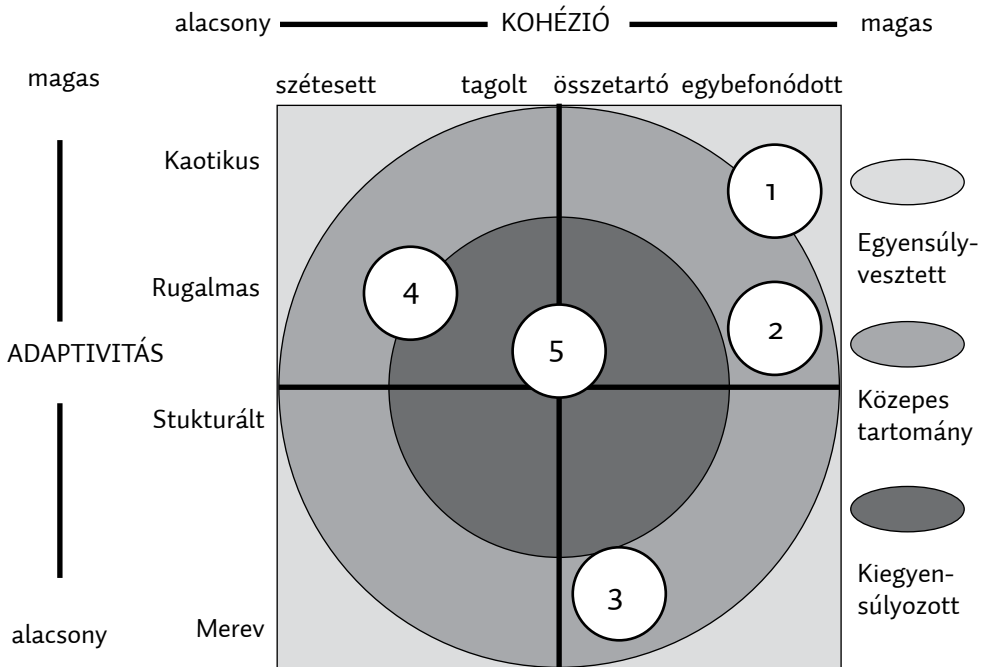 alacsony KOHÉZIÓ magas
magas
szétesett tagolt összetartó egybefonódott
Kaotikus
1
Egyensúly-
vesztett
Rugalmas
4
2
5
ADAPTIVITÁS
Stukturált
Közepes
tartomány
3
Kiegyen-
súlyozott
Merev
alacsony